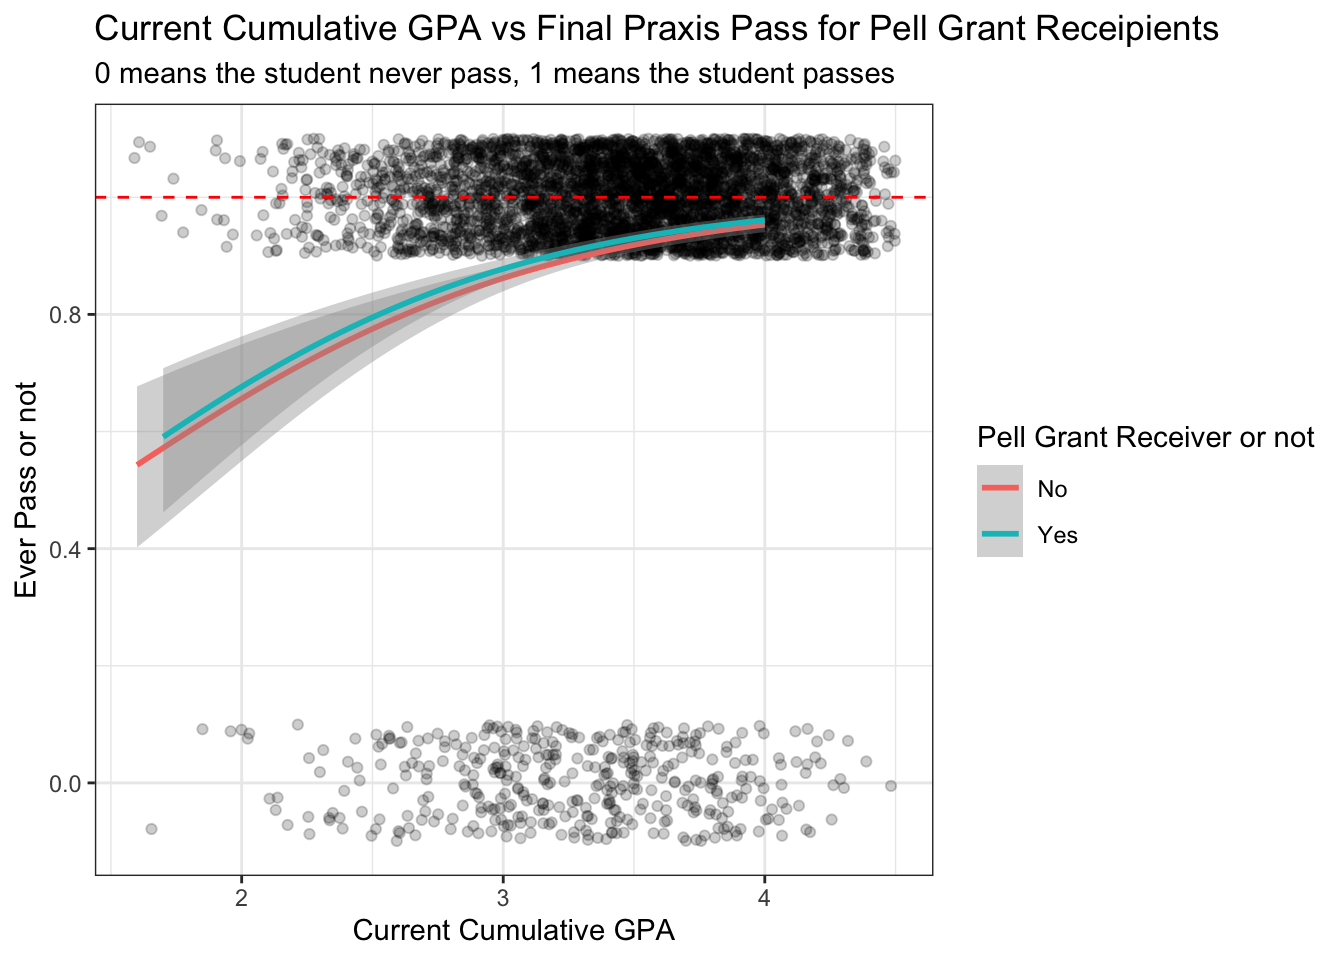 Current Cumulative GPA vs Final Praxis Pass for Pell Grant Receipients
0 means the student never pass, 1 means the student passes
Ever Pass or not
0.8
0.4
0.0
2 3 4
Current Cumulative GPA
Pell Grant Receiver or not
No
Yes